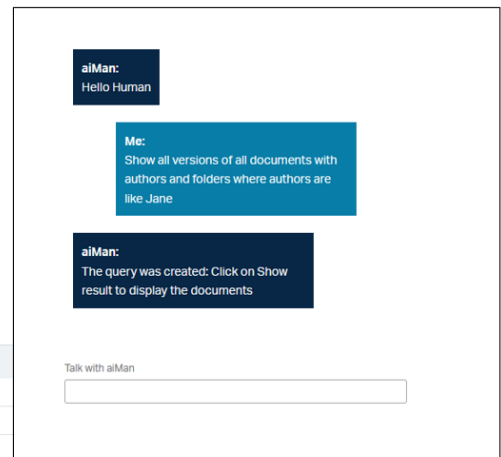 aiMan:
Hello Human
Me:
Show all versions of all documents with
authors and folders where authors are
like Jane
aiMan:
The query was created: Click on Show
result to display the documents
Talk with aiMan